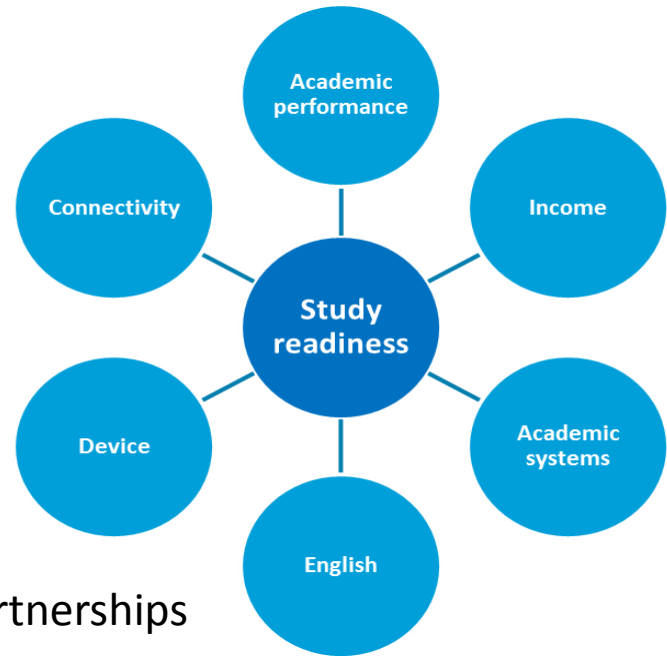 Academic
performance
Connectivity
Income
Study
readiness
Device
Academic
systems
English
rtnerships